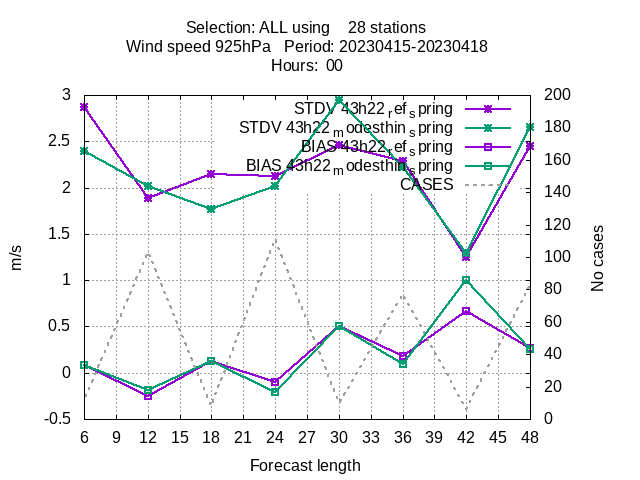 Selection: ALL using    28 stations
Wind speed 925hPa   Period: 20230415-20230418
Hours:  00
STDV 43h22_ref_spring
STDV 43h22_modesthin_spring
BIAS 43h22_ref_spring
BIAS 43h22_modesthin_spring
CASES
3
2.5
2
1.5
1
0.5
0
-0.5
m/s
200
180
160
140
120
100
80
60
40
20
0
No cases
6 9 12 15 18 21 24 27 30 33 36 39 42 45 48
Forecast length